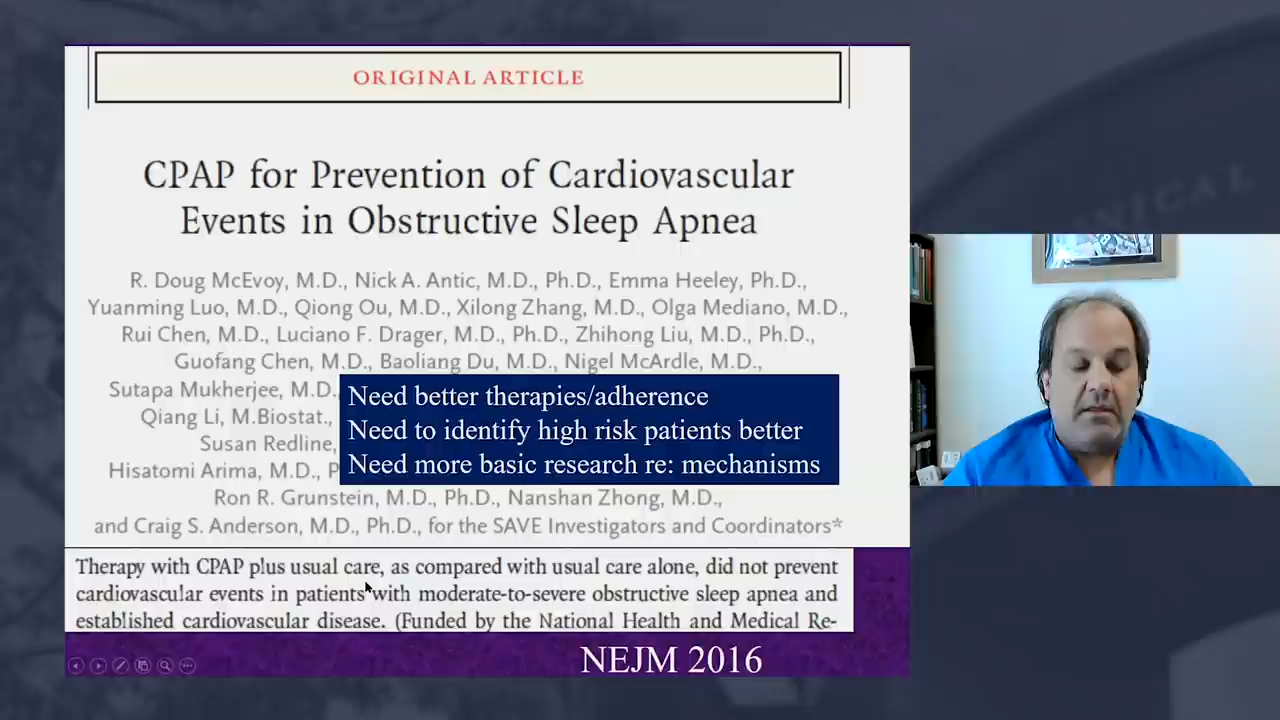 ORIGINAL ARTICLE
CPAP for Prevention of Cardiovascular
Events in Obstructive Sleep Apnea
R. Doug McEvoy, M.D., Nick A. Antic, M.D., Ph.D., Emma Heeley, Ph.D.,
Yuanming Luo, M.D., Qiong Ou, M.D., Xilong Zhang, M.D., Olga Mediano, M.D.,
Rui Chen, M.D., Luciano F. Drager, M.D., Ph.D., Zhihong Liu, M.D., Ph.D.,
Guofang Chen, M.D., Baoliang Du, M.D., Nigel McArdle, M.D.,
Sutapa Mukherjee, M.D.
Qiang Li, M.Biostat.,
Susan Redline,
Hisatomi Arima, M.D., P
Need better therapies/adherence
Need to identify high risk patients better
Need more basic research re: mechanisms
Ron R. Grunstein, M.D., Ph.D., Nanshan Zhong, M.D.,
and Craig S. Anderson, M.D., Ph.D., for the SAVE Investigators and Coordinators*
Therapy with CPAP plus usual care, as compared with usual care alone, did not prevent
cardiovascular events in patients with moderate-to-severe obstructive sleep apnea and
established cardiovascular disease. (Funded by the National Health and Medical Re-
NEJM 2016
NICAL